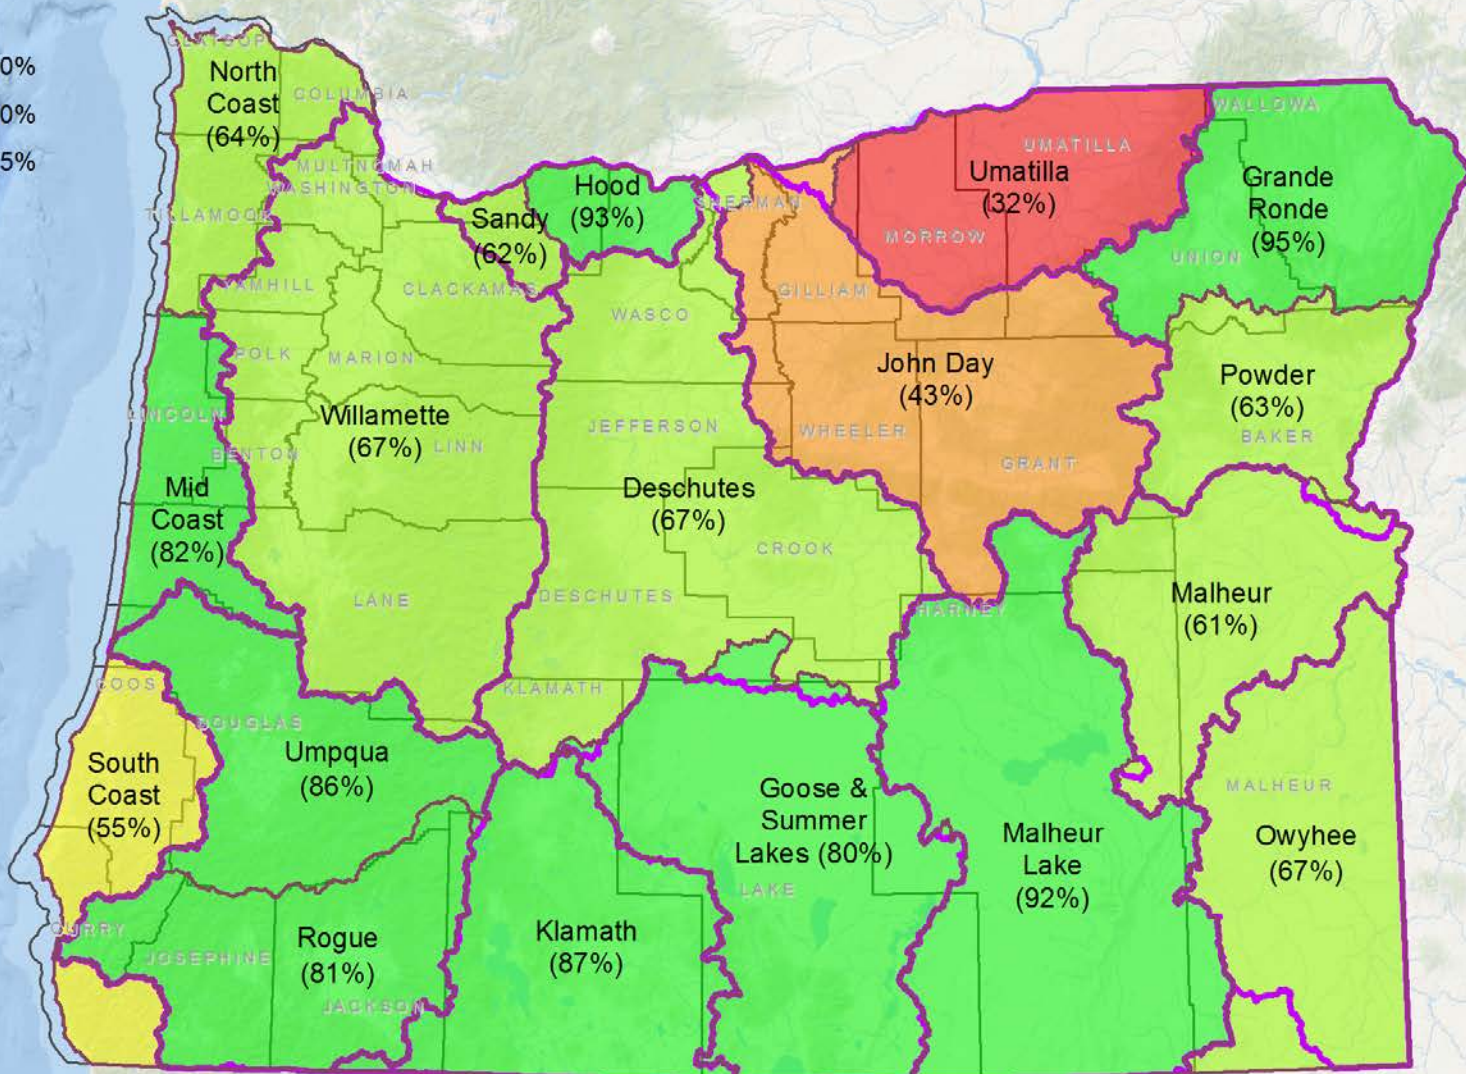 0%
0%
5%
CLATSOP
North
Coast
(64%)
COLUMBIA
MULTNOMAH
WASHINGTON
TILLAMOOK
YAMHILL
CLACKAMAS
Sandy
(62%)
Hood
(93%)
SHERMAN
UMATILLA
Umatilla
(32%)
MORROW
WALLOWA
Grande
Ronde
(95%)
UNION
GILLIAM
WASCO
POLK
MARION
Willamette
(67%)
LINN
LINCOLN
BENTON
JEFFERSON
John Day
(43%)
WHEELER
GRANT
Powder
(63%)
BAKER
Mid
Coast
(82%)
Deschutes
(67%)
CROOK
LANE
DESCHUTES
HARNEY
Malheur
(61%)
COOS
KLAMATH
DOUGLAS
Umpqua
(86%)
South
Coast
(55%)
Goose &
Summer
Lakes (80%)
LAKE
Malheur
Lake
(92%)
MALHEUR
Owyhee
(67%)
CURRY
JOSEPHINE
Rogue
(81%)
JACKSON
Klamath
(87%)